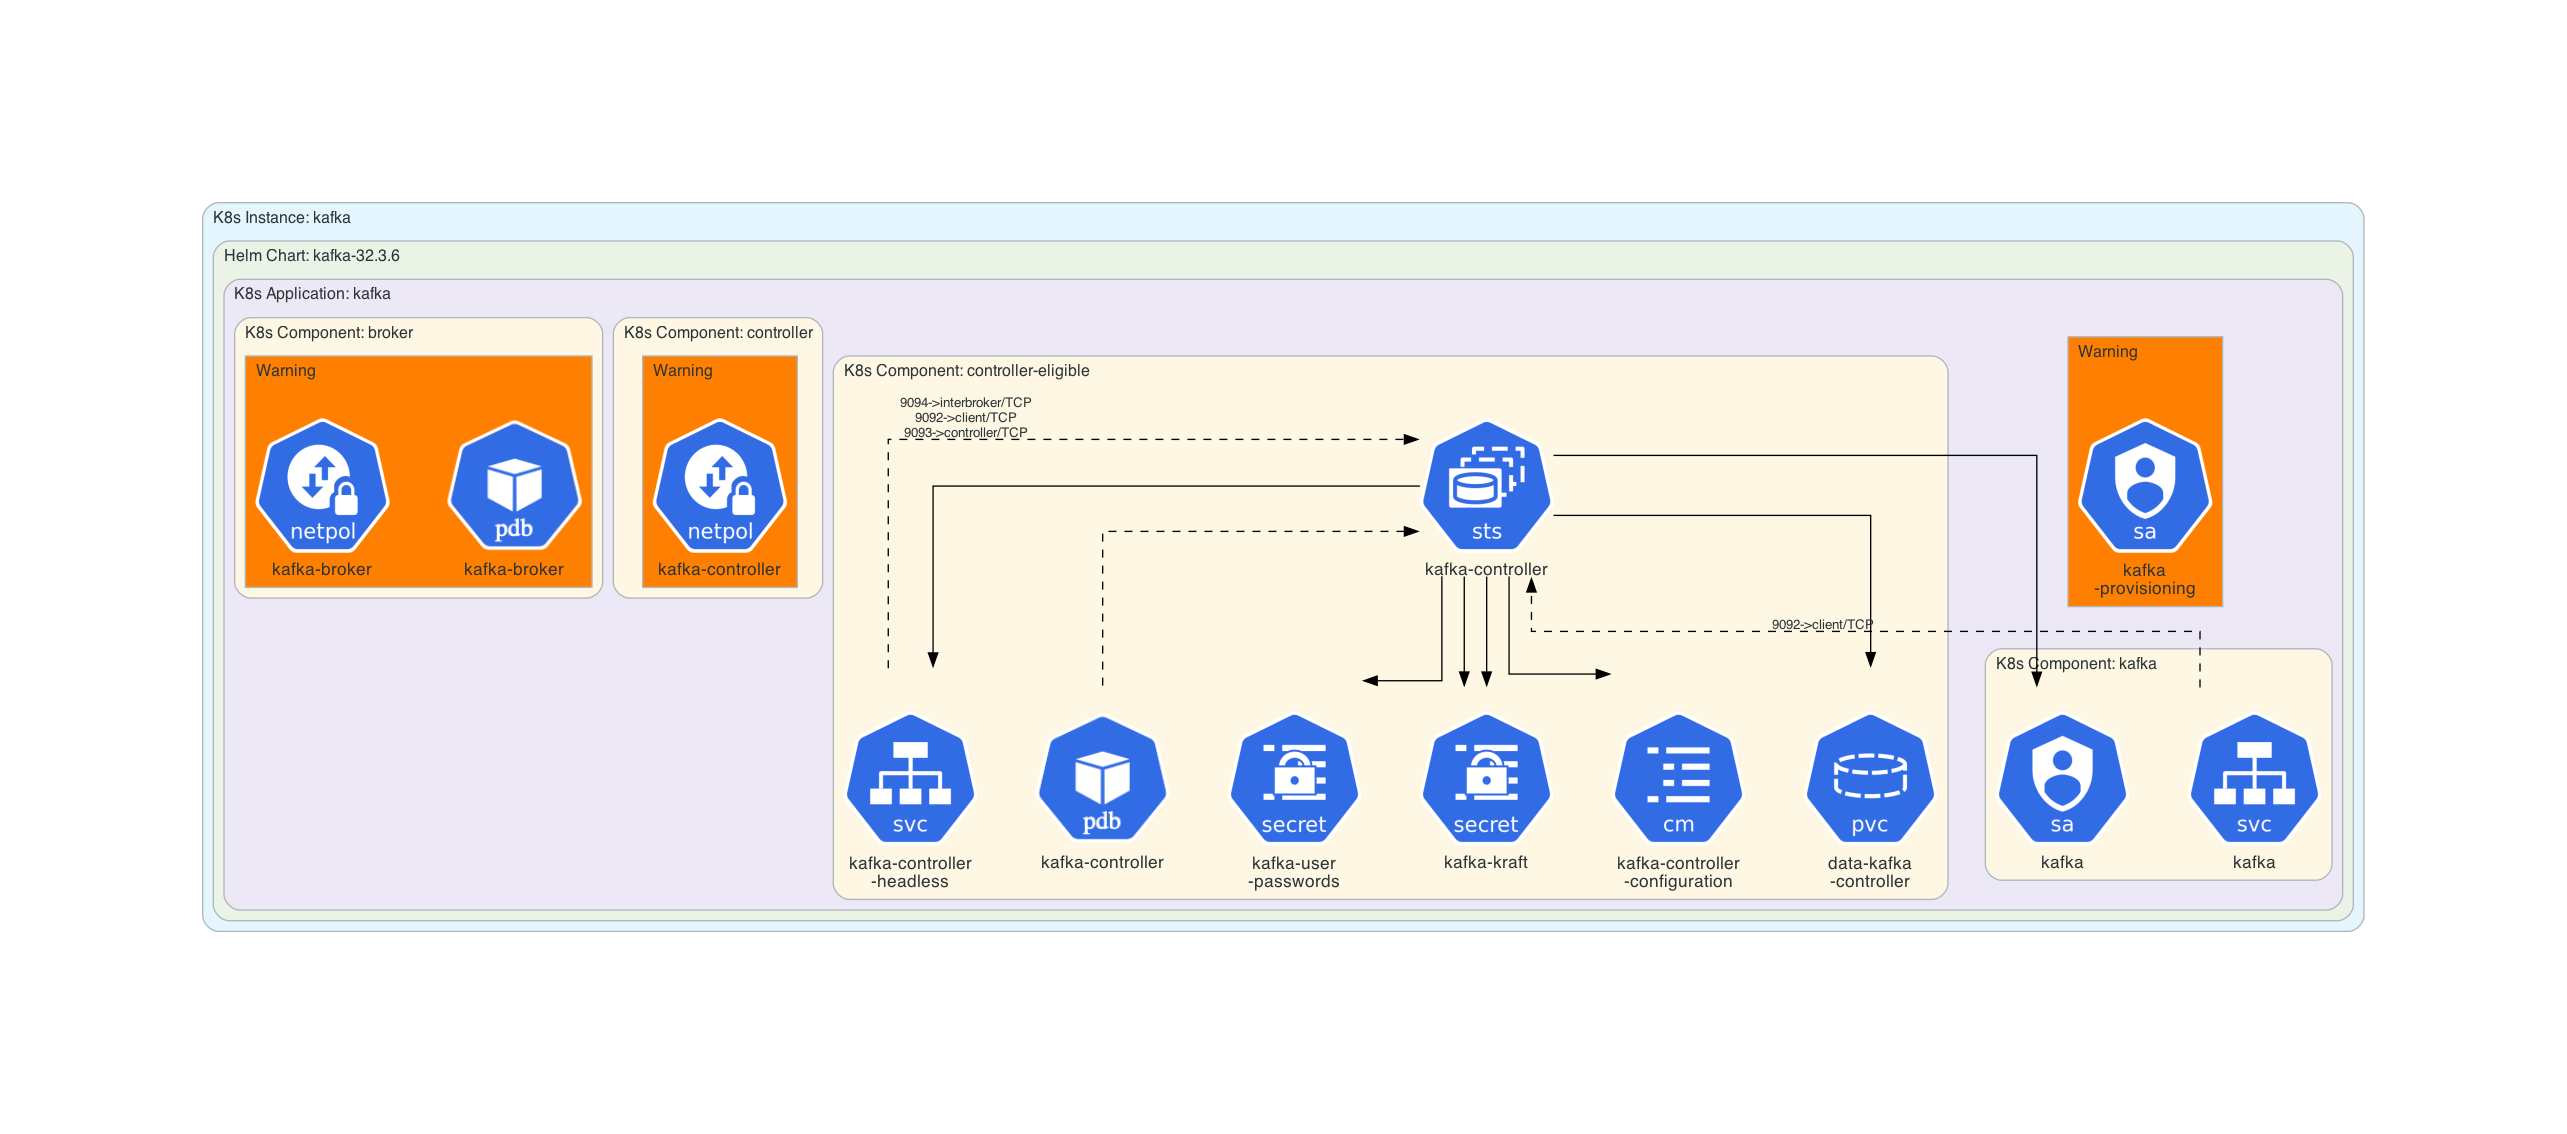 K8s Instance: kafka
Helm Chart: kafka-32.3.6
K8s Application: kafka
K8s Component: broker
Warning
netpol
kafka-broker
pdb
kafka-broker
K8s Component: controller
Warning
netpol
kafka-controller
K8s Component: controller-eligible
9094->interbroker/TCP
9092->client/TCP
9093->controller/TCP
sts
kafka-controller
9092->client/TCP
svc
kafka-controller
-headless
pdb
kafka-controller
secret
kafka-user
-passwords
secret
kafka-kraft
cm
kafka-controller
-configuration
pvc
data-kafka
-controller
Warning
sa
kafka
-provisioning
K8s Component: kafka
sa
kafka
svc
kafka